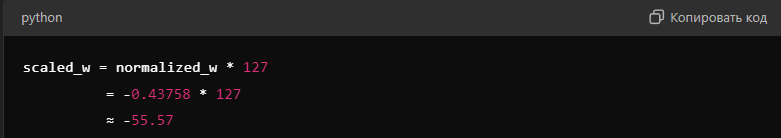 python
Копировать код
scaled_w = normalized_w * 127
= -0.43758 * 127
≈ -55.57